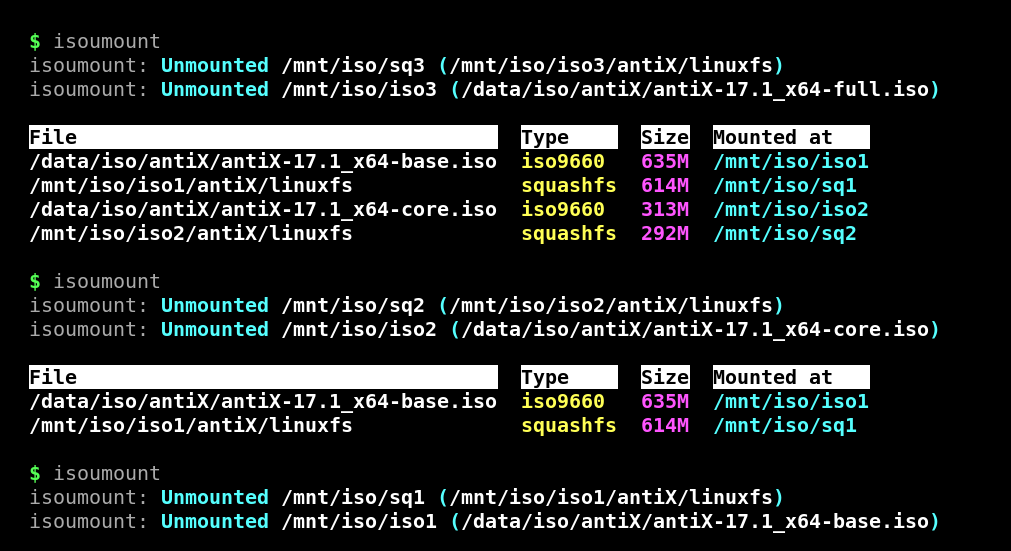 $ isoumount
isoumount: Unmounted /mnt/iso/sq3 (/mnt/iso/iso3/antiX/linuxfs)
isoumount: Unmounted /mnt/iso/iso3 (/data/iso/antiX/antiX-17.1_x64-full.iso)
File Type Size Mounted at
/data/iso/antiX/antiX-17.1_x64-base.iso iso9660 635M /mnt/iso/iso1
/mnt/iso/iso1/antiX/linuxfs squashfs 614M /mnt/iso/sq1
/data/iso/antiX/antiX-17.1_x64-core.iso iso9660 313M /mnt/iso/iso2
/mnt/iso/iso2/antiX/linuxfs squashfs 292M /mnt/iso/sq2
$ isoumount
isoumount: Unmounted /mnt/iso/sq2 (/mnt/iso/iso2/antiX/linuxfs)
isoumount: Unmounted /mnt/iso/iso2 (/data/iso/antiX/antiX-17.1_x64-core.iso)
File Type Size Mounted at
/data/iso/antiX/antiX-17.1_x64-base.iso iso9660 635M /mnt/iso/iso1
/mnt/iso/iso1/antiX/linuxfs squashfs 614M /mnt/iso/sq1
$ isoumount
isoumount: Unmounted /mnt/iso/sq1 (/mnt/iso/iso1/antiX/linuxfs)
isoumount: Unmounted /mnt/iso/iso1 (/data/iso/antiX/antiX-17.1_x64-base.iso)